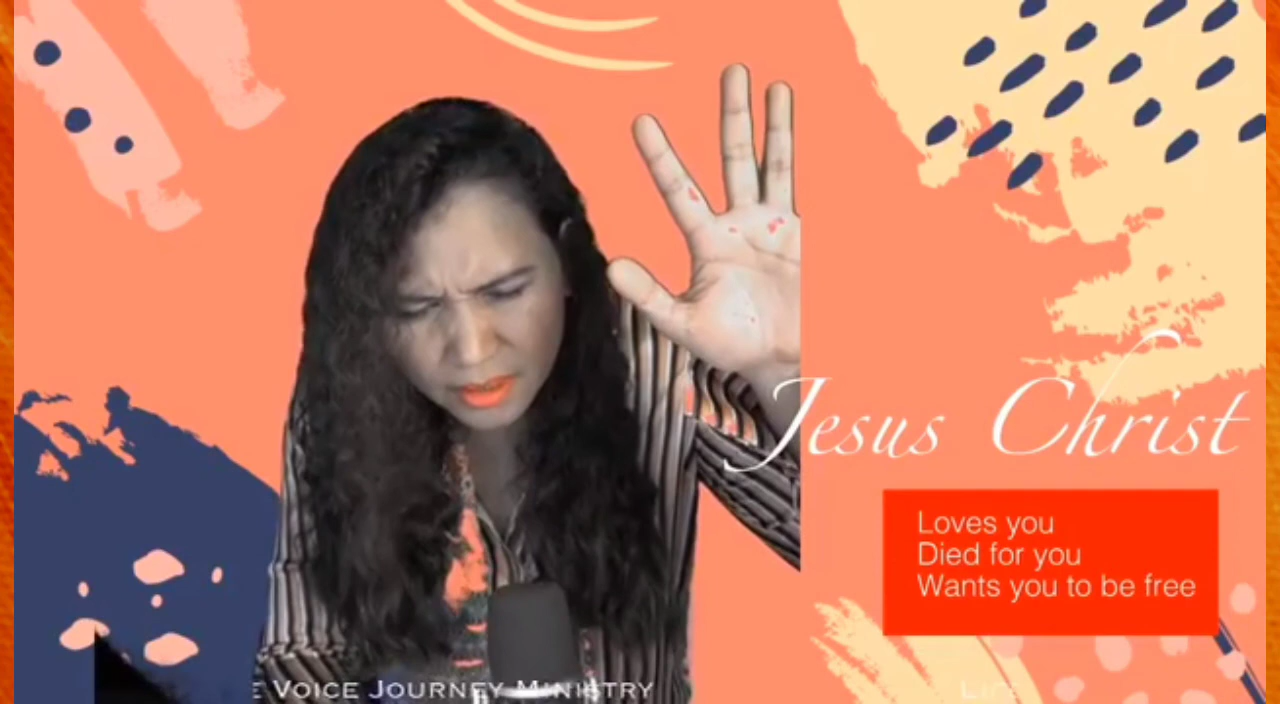 Jesus Christ
Loves you
Died for you
Wants you to be free
E VOICE JOURNEY MINISTRY